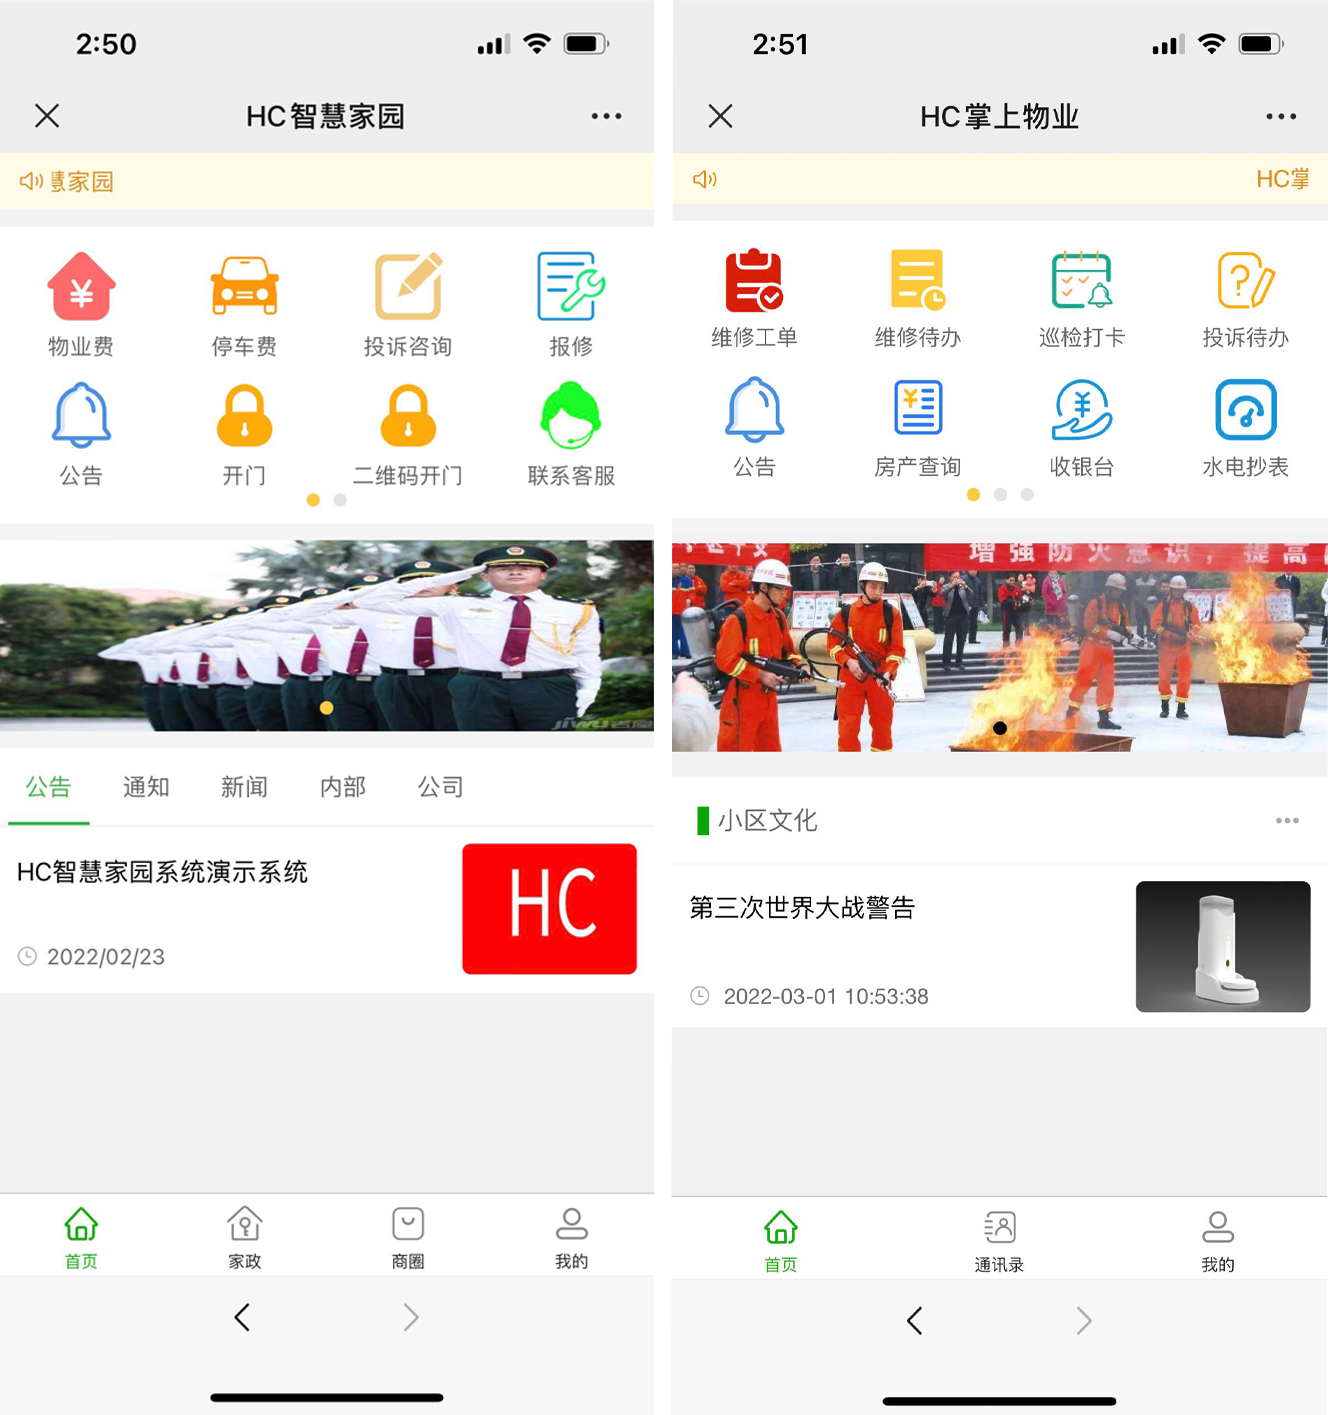 2:50
HC智慧家园
慧家园
物业费
停车费
投诉咨询
报修
公告
开门
二维码开门
联系客服
公告
通知
新闻
内部
公司
HC智慧家园系统演示系统
HC
2022/02/23
首页
家政
商圈
我的
2:51
HC掌上物业
HC掌
维修工单
维修待办
巡检打卡
投诉待办
公告
房产查询
收银台
水电抄表
增强防火意识，提高
小区文化
第三次世界大战警告
2022-03-01 10:53:38
首页
通讯录
我的